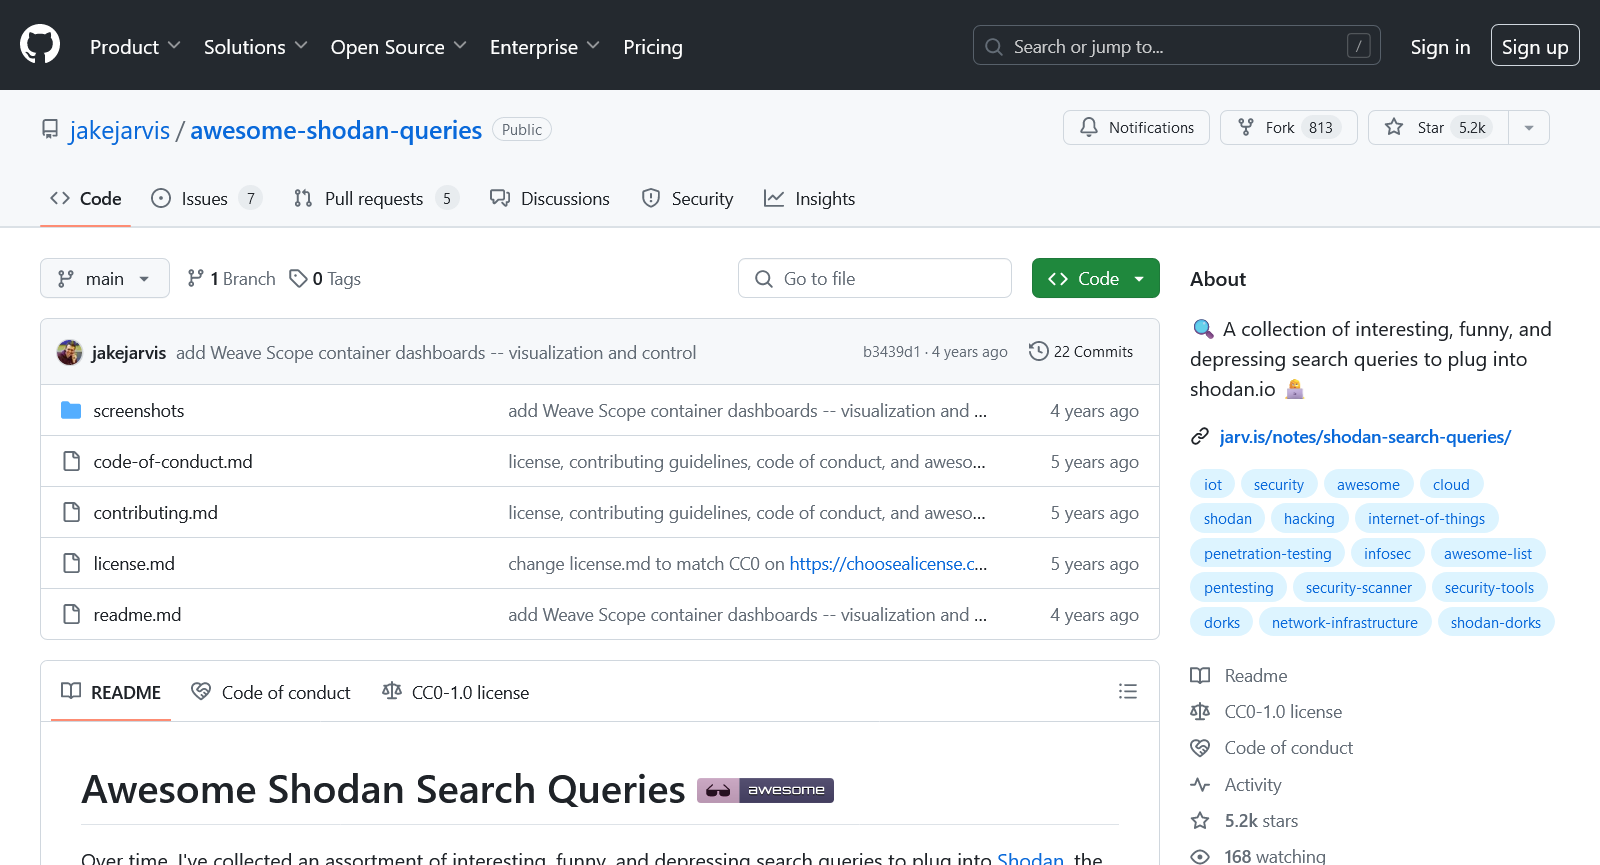 Product Solutions Open Source Enterprise Pricing Search or jump to... / Sign in Sign up
jakejarvis / awesome-shodan-queries Public Notifications Fork 813 Star 5.2k
Code Issues 7 Pull requests 5 Discussions Security Insights
main 1 Branch 0 Tags Go to file Code
jakejarvis add Weave Scope container dashboards -- visualization and control b3439d1 · 4 years ago 22 Commits
screenshots add Weave Scope container dashboards -- visualization and ... 4 years ago
code-of-conduct.md license, contributing guidelines, code of conduct, and aweso... 5 years ago
contributing.md license, contributing guidelines, code of conduct, and aweso... 5 years ago
license.md change license.md to match CC0 on https://choosealicense.c... 5 years ago
readme.md add Weave Scope container dashboards -- visualization and ... 4 years ago
README Code of conduct CC0-1.0 license
Awesome Shodan Search Queries awesome
Over time, I've collected an assortment of interesting, funny, and depressing search queries to plug into Shodan, the
About
🔍 A collection of interesting, funny, and
depressing search queries to plug into
shodan.io 👩‍💻
jarv.is/notes/shodan-search-queries/
iot security awesome cloud
shodan hacking internet-of-things
penetration-testing infosec awesome-list
pentesting security-scanner security-tools
dorks network-infrastructure shodan-dorks
Readme
CC0-1.0 license
Code of conduct
Activity
5.2k stars
168 watching